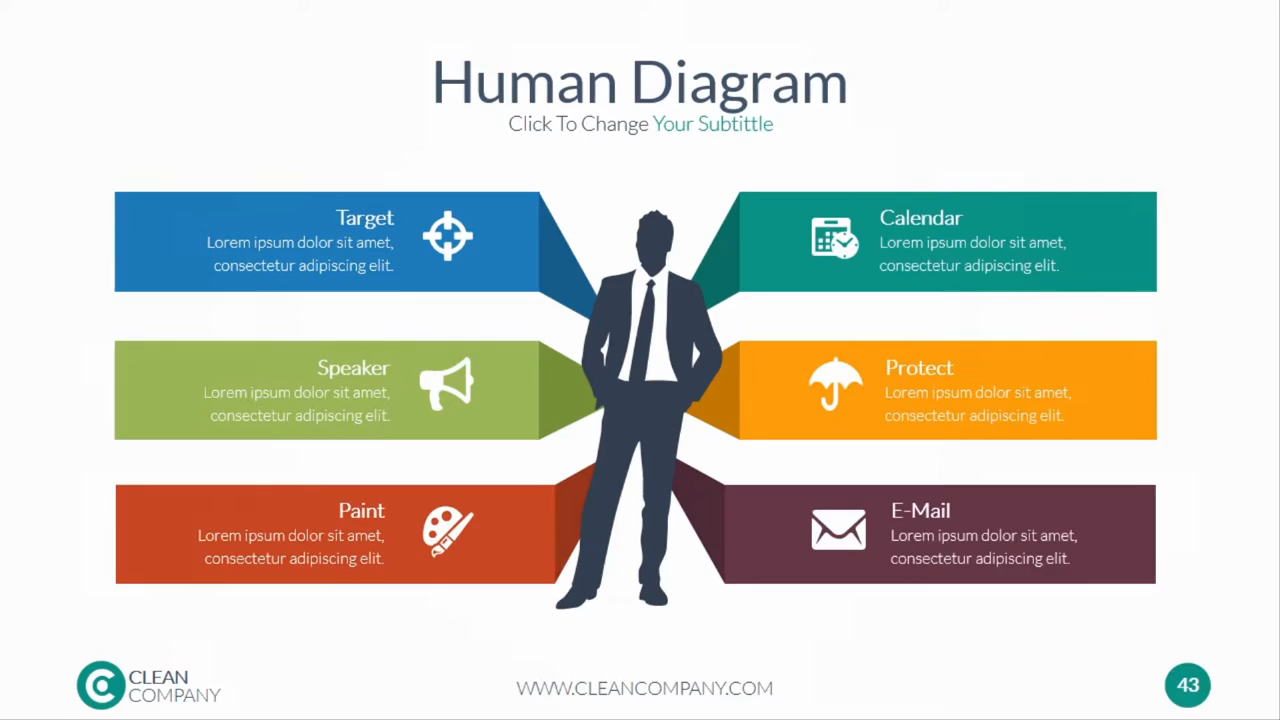 Human Diagram
Click To Change Your Subtittle
Target
Lorem ipsum dolor sit amet,
consectetur adipiscing elit.
Calendar
Lorem ipsum dolor sit amet,
consectetur adipiscing elit.
Speaker
Lorem ipsum dolor sit amet,
consectetur adipiscing elit.
Protect
Lorem ipsum dolor sit amet,
consectetur adipiscing elit.
Paint
Lorem ipsum dolor sit amet,
consectetur adipiscing elit.
E-Mail
Lorem ipsum dolor sit amet,
consectetur adipiscing elit.
CLEAN
COMPANY
WWW.CLEANCOMPANY.COM
43